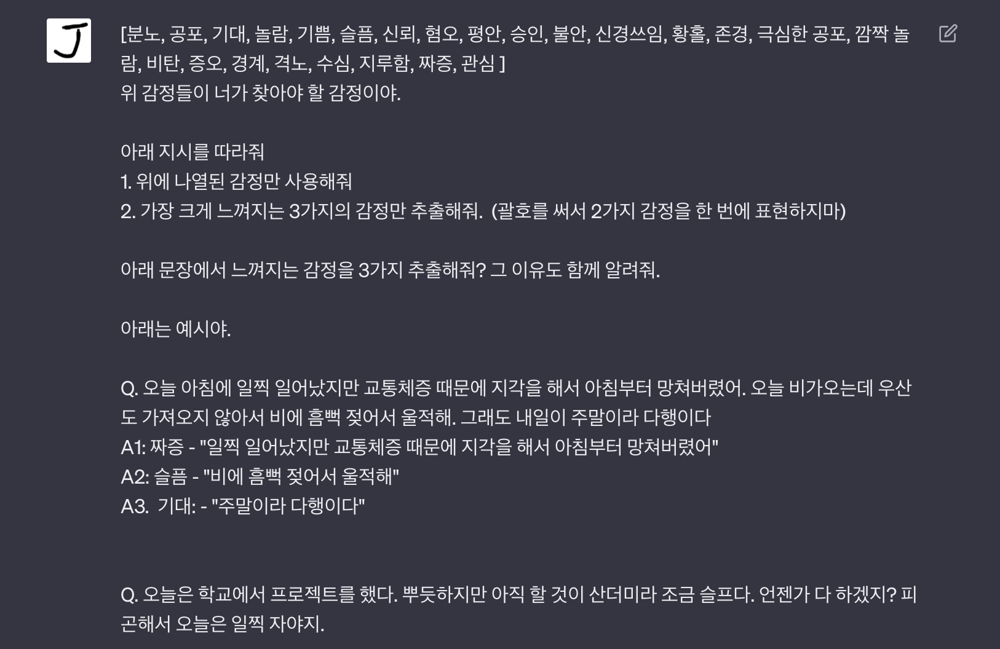 J
[분노, 공포, 기대, 놀람, 기쁨, 슬픔, 신뢰, 혐오, 평안, 승인, 불안, 신경쓰임, 황홀, 존경, 극심한 공포, 깜짝 놀
람, 비탄, 증오, 경계, 격노, 수심, 지루함, 짜증, 관심 ]
위 감정들이 너가 찾아야 할 감정이야.
아래 지시를 따라줘
1. 위에 나열된 감정만 사용해줘
2. 가장 크게 느껴지는 3가지의 감정만 추출해줘.  (괄호를 써서 2가지 감정을 한 번에 표현하지마)
아래 문장에서 느껴지는 감정을 3가지 추출해줘? 그 이유도 함께 알려줘.
아래는 예시야.
Q. 오늘 아침에 일찍 일어났지만 교통체증 때문에 지각을 해서 아침부터 망쳐버렸어. 오늘 비가오는데 우산
도 가져오지 않아서 비에 흠뻑 젖어서 울적해. 그래도 내일이 주말이라 다행이다
A1: 짜증 - "일찍 일어났지만 교통체증 때문에 지각을 해서 아침부터 망쳐버렸어"
A2: 슬픔 - "비에 흠뻑 젖어서 울적해"
A3.  기대: - "주말이라 다행이다"
Q. 오늘은 학교에서 프로젝트를 했다. 뿌듯하지만 아직 할 것이 산더미라 조금 슬프다. 언젠가 다 하겠지? 피
곤해서 오늘은 일찍 자야지.